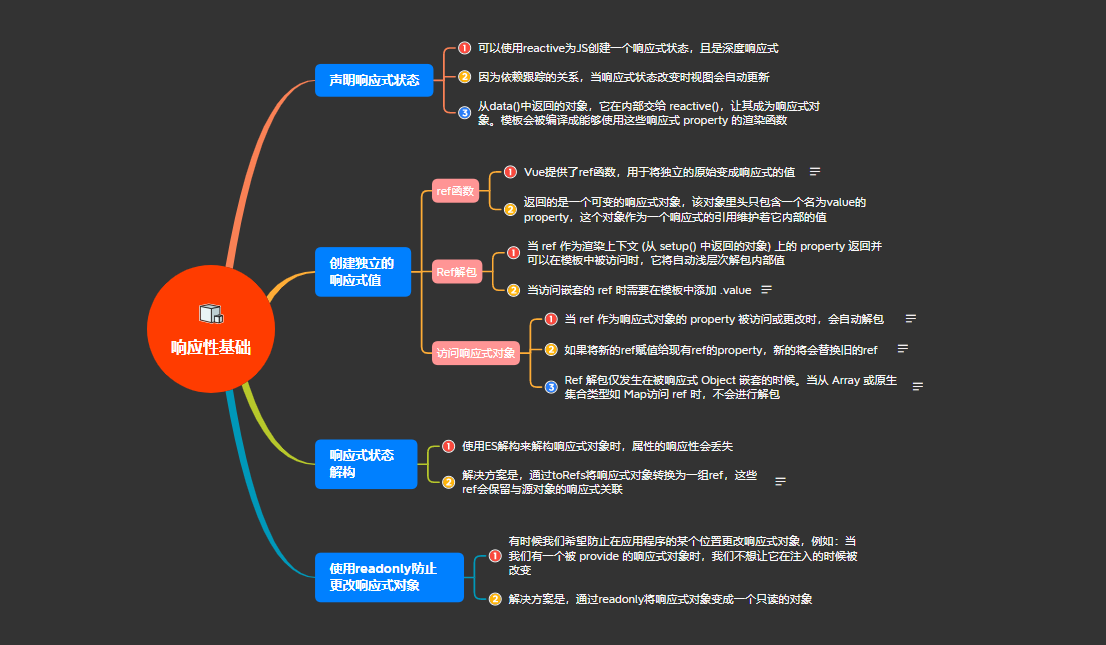 响应性基础
声明响应式状态
1 可以使用reactive为JS创建一个响应式状态，且是深度响应式
2 因为依赖跟踪的关系，当响应式状态改变时视图会自动更新
3 从data()中返回的对象，它在内部交给 reactive()，让其成为响应式对
象。模板会被编译成能够使用这些响应式 property 的渲染函数
创建独立的
响应式值
ref函数
1 Vue提供了ref函数，用于将独立的原始变成响应式的值
2 返回的是一个可变的响应式对象，该对象里头只包含一个名为value的
property，这个对象作为一个响应式的引用维护着它内部的值
Ref解包
1 当 ref 作为渲染上下文 (从 setup() 中返回的对象) 上的 property 返回并
可以在模板中被访问时，它将自动浅层次解包内部值
2 当访问嵌套的 ref 时需要在模板中添加 .value
访问响应式对象
1 当 ref 作为响应式对象的 property 被访问或更改时，会自动解包
2 如果将新的ref赋值给现有ref的property，新的将会替换旧的ref
3 Ref 解包仅发生在被响应式 Object 嵌套的时候。当从 Array 或原生
集合类型如 Map访问 ref 时，不会进行解包
响应式状态
解构
1 使用ES解构来解构响应式对象时，属性的响应性会丢失
2 解决方案是，通过toRefs将响应式对象转换为一组ref，这些
ref会保留与源对象的响应式关联
使用readonly防止
更改响应式对象
1 有时候我们希望防止在应用程序的某个位置更改响应式对象，例如：当
我们有一个被 provide 的响应式对象时，我们不想让它在注入的时候被
改变
2 解决方案是，通过readonly将响应式对象变成一个只读的对象